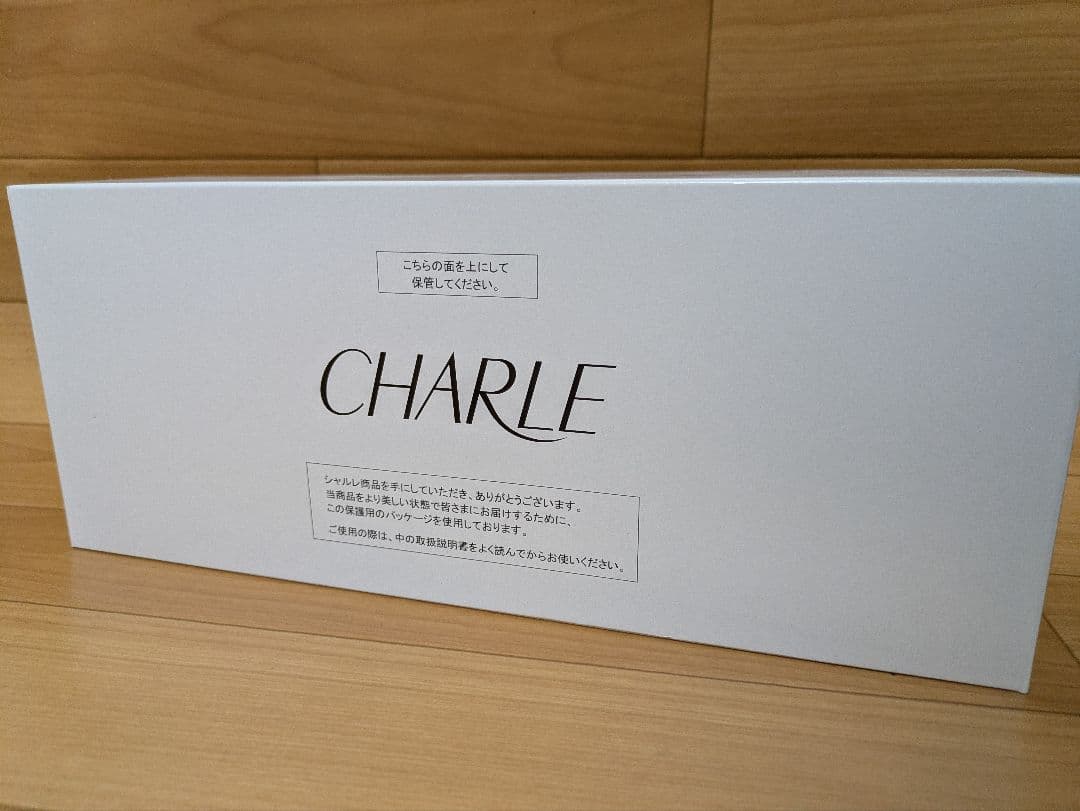 こちらの面を上にして
保管してください。
CHARLE
シャルレ商品を手にしていただき、ありがとうございます。
当商品をより美しい状態で皆さまにお届けするために、
この保護用のパッケージを使用しております。
ご使用の際は、中の取扱説明書をよく読んでからお使いください。